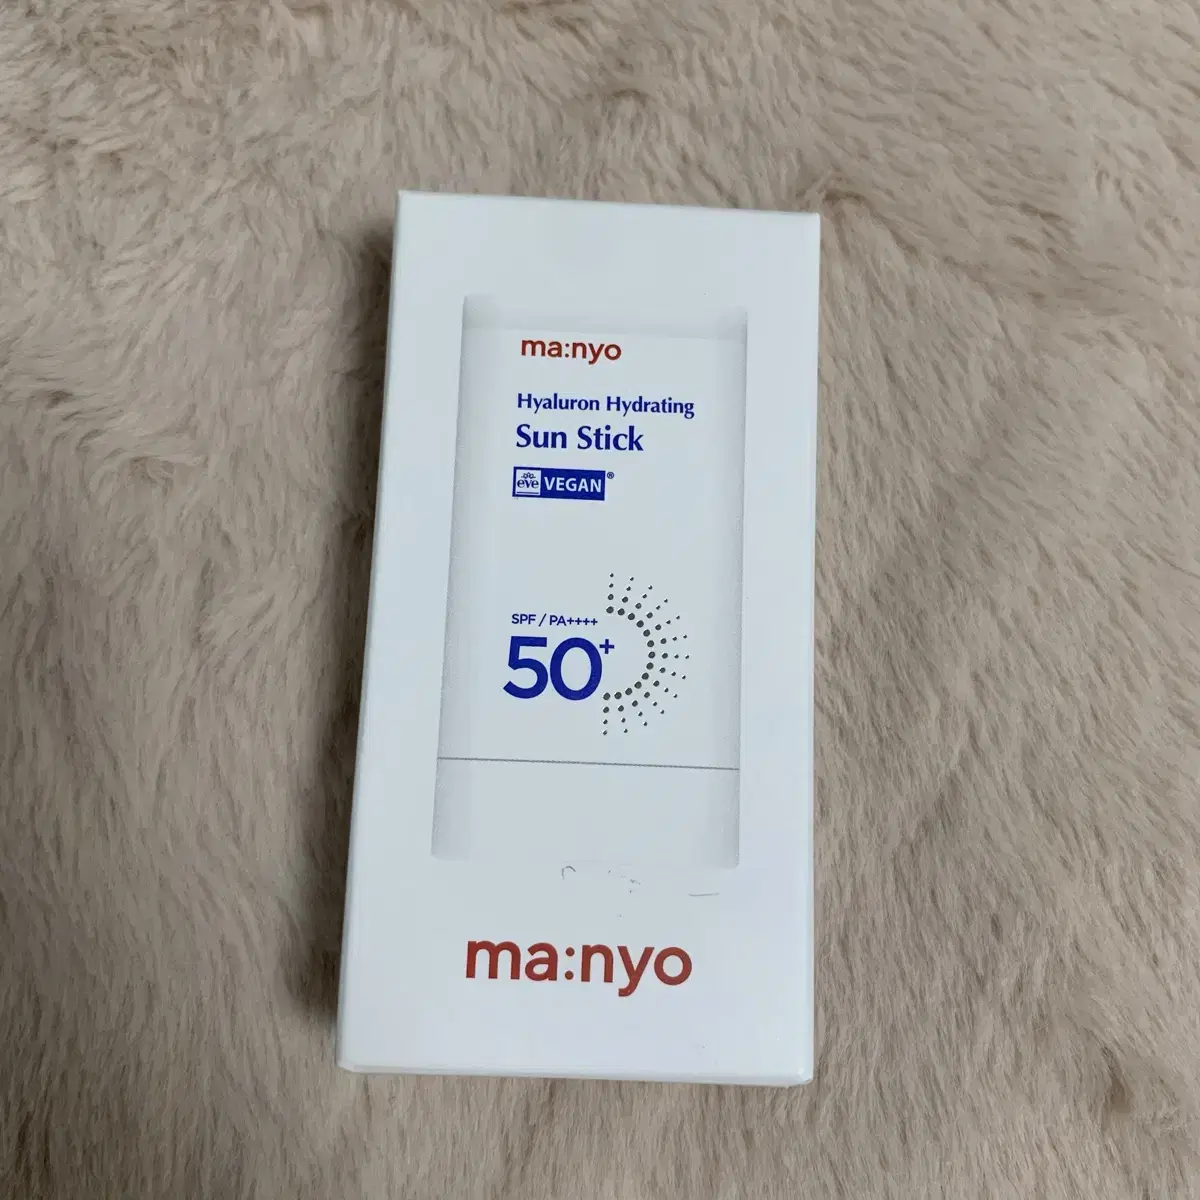 ma:nyo
Hyaluron Hydrating
Sun Stick
eve VEGAN®
SPF / PA++++
50+
ma:nyo